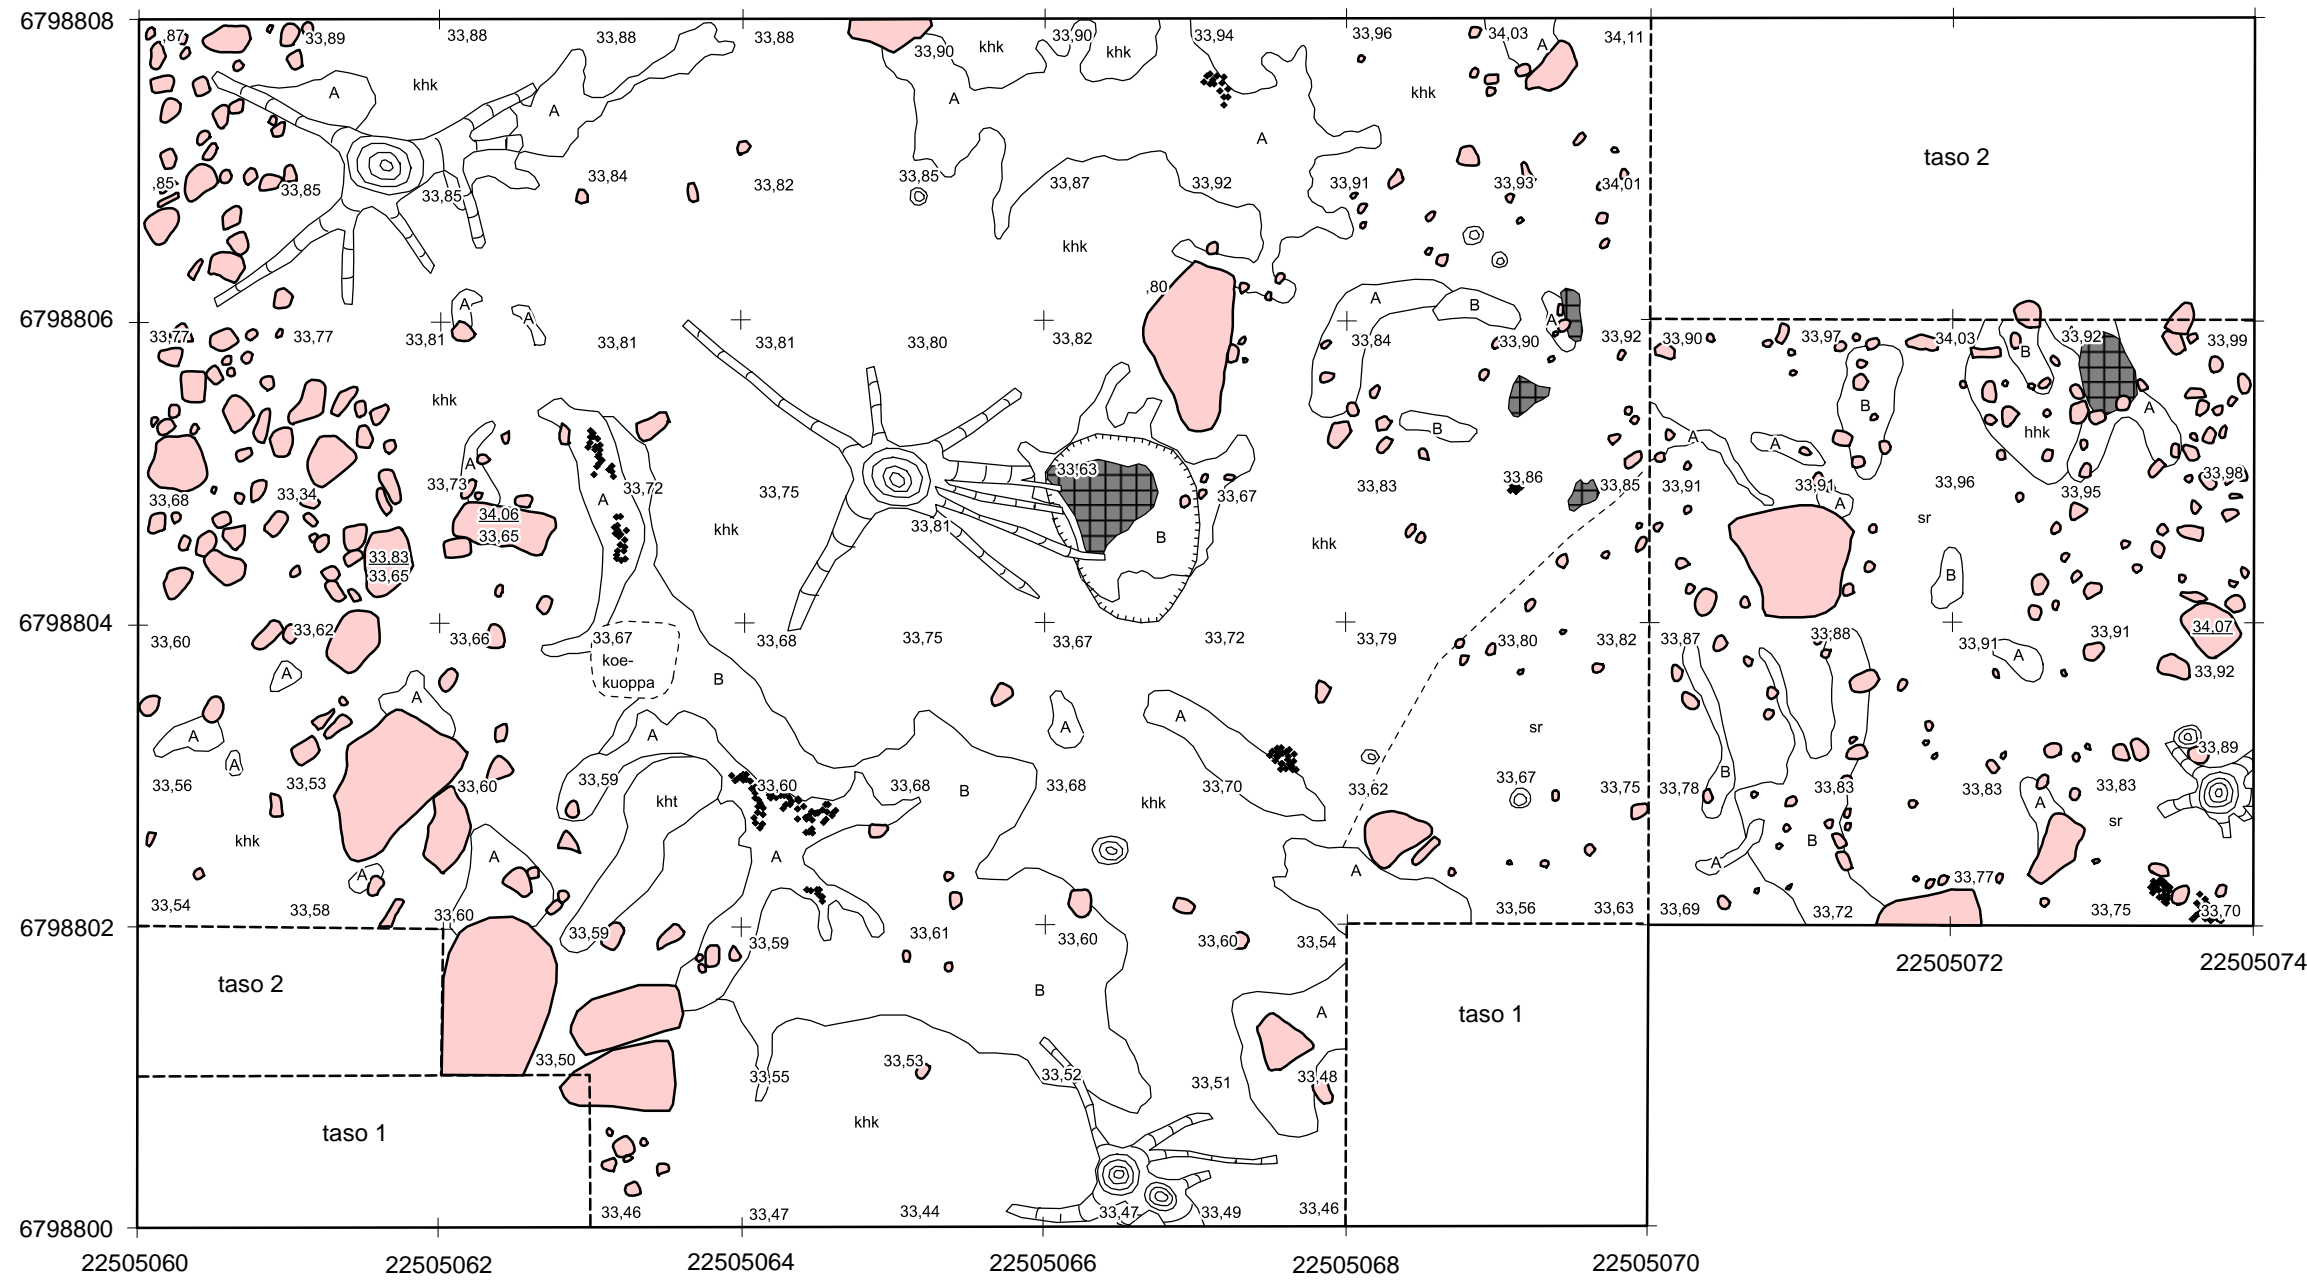 6798808
,87 33,89 33,88 33,88 33,88 33,90 khk 33,90 khk 33,94 33,96 34,03 A 34,11
A khk A A khk
A
taso 2
,85 33,85 33,85 33,84 33,82 33,85 33,87 33,92 33,91 33,93 34,01
khk
,80
A A A B A
6798806
33,77 33,77 33,81 33,81 33,81 33,80 33,82 33,84 33,90 33,92 33,90 33,97 34,03 B 33,92 33,99
khk B B A
B A A hhk
A
33,68 33,34 33,73 A 33,72 33,75 33,63 33,67 33,83 33,86 33,85 33,91 33,91 33,96 33,95 33,98
A
34,06
33,65
33,81
khk B khk sr
33,83
33,65
B
6798804
33,60 33,62 33,66 33,67 33,68 33,75 33,67 33,72 33,79 33,80 33,82 33,87 33,88 33,91 33,91 34,07
koe-
kuoppa
A B A 33,92
A
A A A A sr
A
33,56 33,53 33,60 33,59 33,60 33,68 33,68 33,70 33,62 33,67 33,75 33,78 33,83 33,83 33,83 33,89
B B
kht khk A sr
khk A A A A B
A
33,54 33,58 33,60 33,56 33,63 33,69 33,72 33,77 33,75 33,70
6798802
33,59 33,59 33,61 33,60 33,60 33,54
22505072 22505074
taso 2 B A taso 1
33,50 33,55 33,53 33,52 33,51 33,48
taso 1 khk
33,46 33,47 33,44 33,47 33,49 33,46
6798800
22505060 22505062 22505064 22505066 22505068 22505070